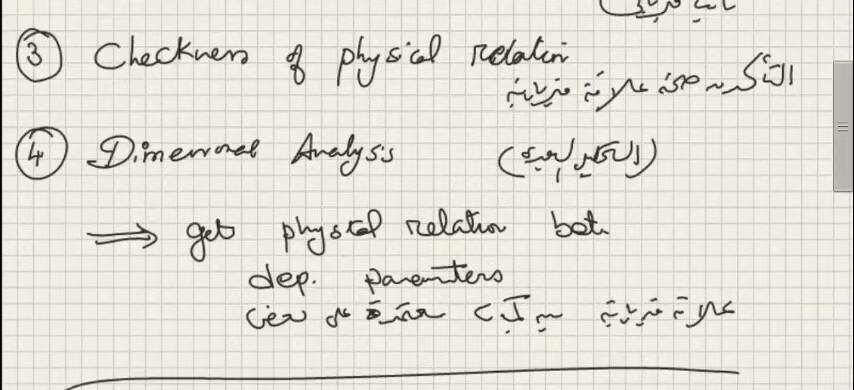 ثابت فيزيائي
③ Checkness of physical relation
التأكد من صحة علاقة فيزيائية
④ Dimensional Analysis (التحليل البعدي)
⇒ get physical relation bet.
dep. parameters
علاقة فيزيائية بين كميات معتمدة على بعض